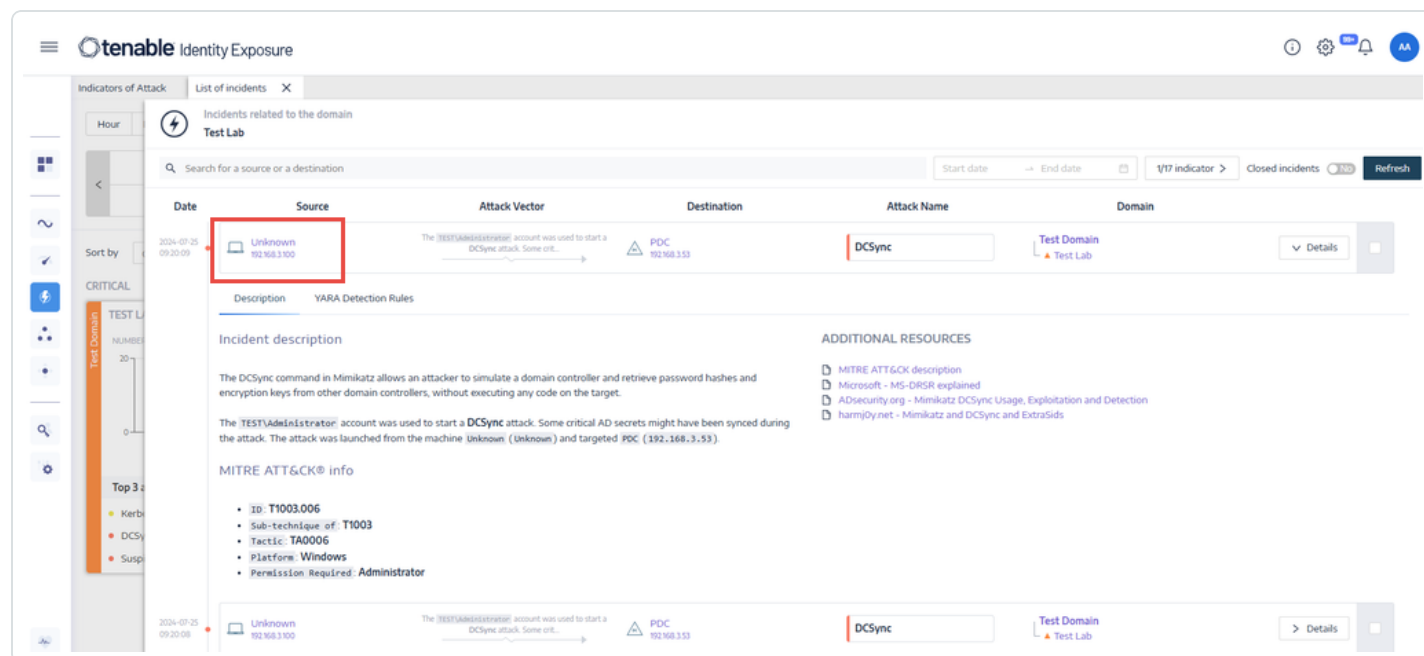 tenable Identity Exposure
99+
AA
Indicators of Attack
List of incidents
Hour
Incidents related to the domain
Test Lab
Search for a source or a destination
Start date
End date
1/17 indicator
Closed incidents
No
Refresh
Date
Source
Attack Vector
Destination
Attack Name
Domain
2024-07-25
09:20:09
Unknown
192.168.3.100
The TEST\Administrator account was used to start a
DCSync attack. Some crit...
PDC
192.168.3.53
DCSync
Test Domain
Test Lab
Details
Sort by
CRITICAL
Test Domain
TEST L
NUMBE
20
0
Top 3 a
Kerb
DCSy
Susp
Description
YARA Detection Rules
Incident description
The DCSync command in Mimikatz allows an attacker to simulate a domain controller and retrieve password hashes and
encryption keys from other domain controllers, without executing any code on the target.
The TEST\Administrator account was used to start a DCSync attack. Some critical AD secrets might have been synced during
the attack. The attack was launched from the machine Unknown (Unknown) and targeted PDC (192.168.3.53).
MITRE ATT&CK® info
ID: T1003.006
Sub-technique of: T1003
Tactic: TA0006
Platform: Windows
Permission Required: Administrator
ADDITIONAL RESOURCES
MITRE ATT&CK description
Microsoft - MS-DRSR explained
ADsecurity.org - Mimikatz DCSync Usage, Exploitation and Detection
harmj0y.net - Mimikatz and DCSync and ExtraSids
2024-07-25
09:20:08
Unknown
192.168.3.100
The TEST\Administrator account was used to start a
DCSync attack. Some crit...
PDC
192.168.3.53
DCSync
Test Domain
Test Lab
Details